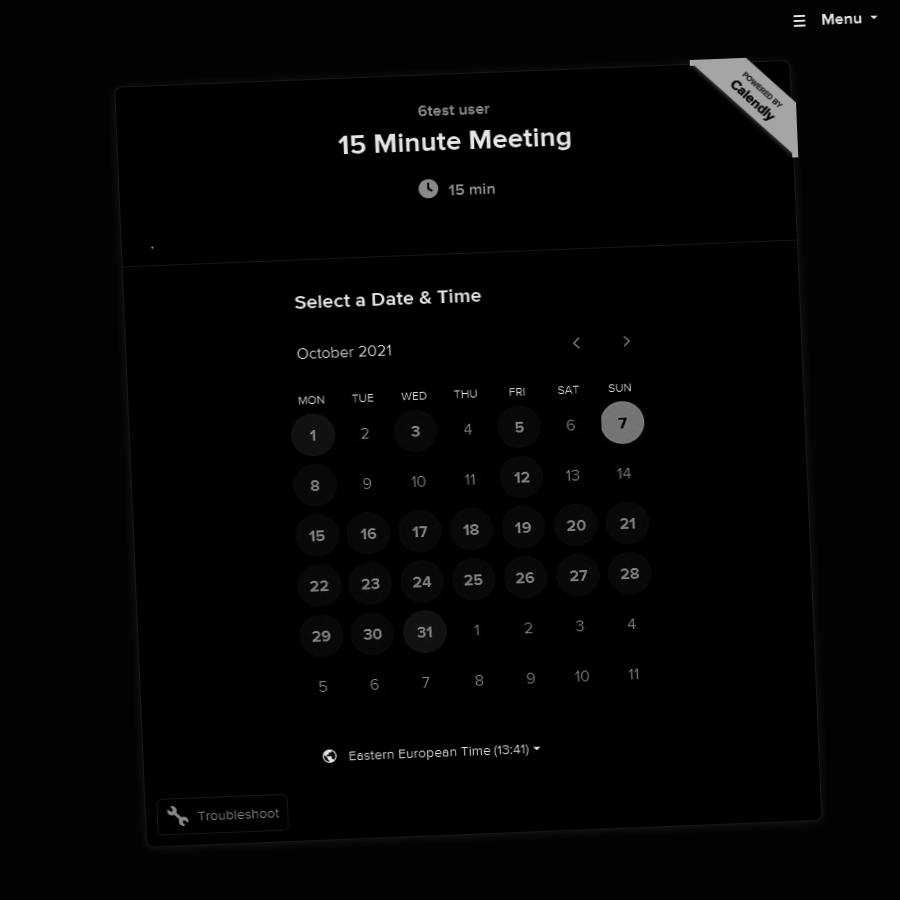 ☰ Menu
POWERED BY
Calendly
6test user
15 Minute Meeting
15 min
Select a Date & Time
October 2021
MON TUE WED THU FRI SAT SUN
1 2 3 4 5 6 7
8 9 10 11 12 13 14
15 16 17 18 19 20 21
22 23 24 25 26 27 28
29 30 31 1 2 3 4
5 6 7 8 9 10 11
Eastern European Time (13:41)
Troubleshoot